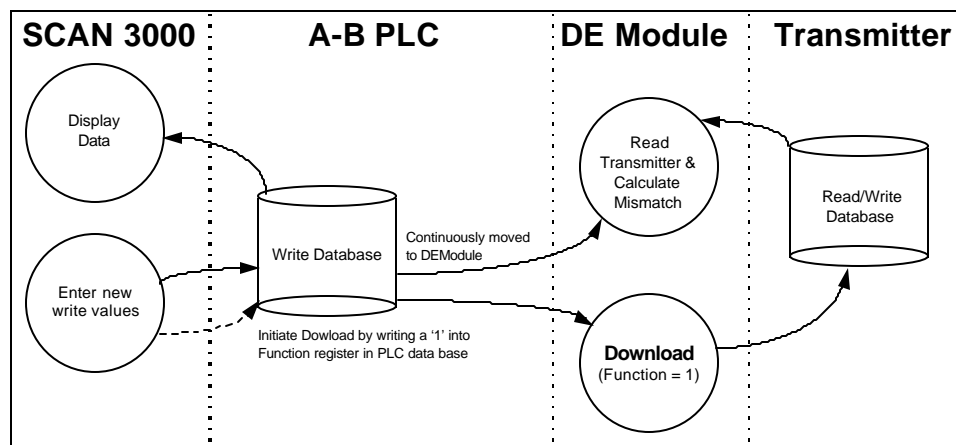 SCAN 3000
A-B PLC
DE Module
Transmitter
Display
Data
Read
Transmitter &
Calculate
Mismatch
Read/Write
Database
Write Database
Continuously moved
to DEModule
Enter new
write values
Initiate Dowload by writing a ‘1’ into
Function register in PLC data base
Download
(Function = 1)